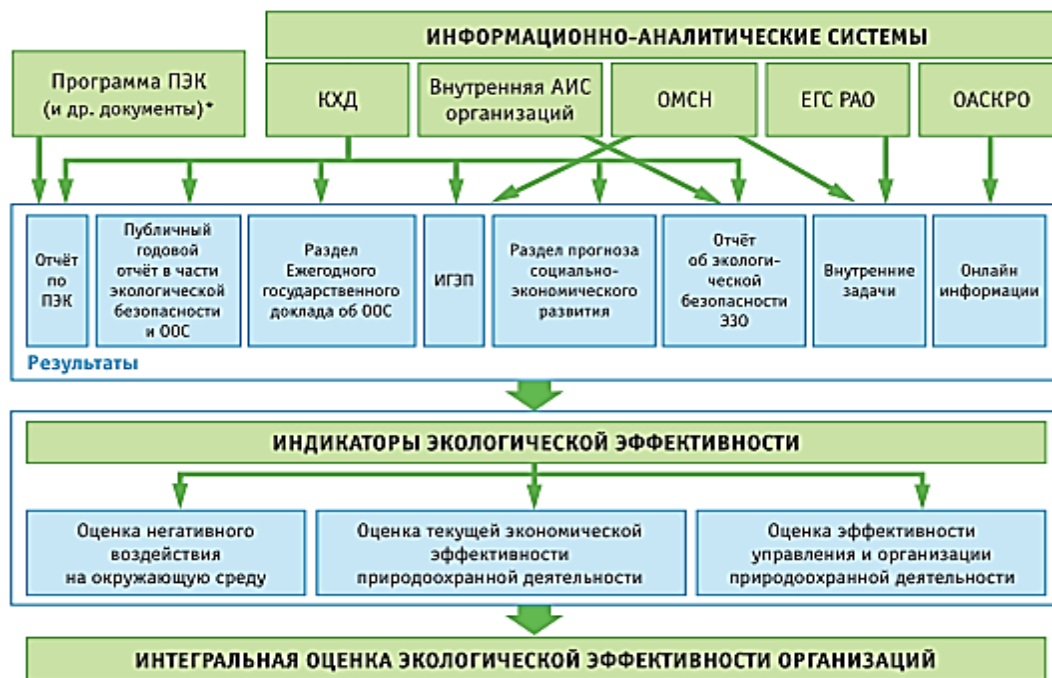 ИНФОРМАЦИОННО-АНАЛИТИЧЕСКИЕ СИСТЕМЫ
Программа ПЭК
(и др. документы)*
КХД
Внутренняя АИС
организаций
ОМСН
ЕГС РАО
ОАСКРО
Отчёт
по
ПЭК
Публичный
годовой
отчёт в части
экологической
безопасности
и ООС
Раздел
Ежегодного
государственного
доклада об ООС
ИГЭП
Раздел прогноза
социально-
экономического
развития
Отчёт
об экологи-
ческой
безопасности
ЭЗО
Внутренние
задачи
Онлайн
информации
Результаты
ИНДИКАТОРЫ ЭКОЛОГИЧЕСКОЙ ЭФФЕКТИВНОСТИ
Оценка негативного
воздействия
на окружающую среду
Оценка текущей экономической
эффективности
природоохранной деятельности
Оценка эффективности
управления и организации
природоохранной деятельности
ИНТЕГРАЛЬНАЯ ОЦЕНКА ЭКОЛОГИЧЕСКОЙ ЭФФЕКТИВНОСТИ ОРГАНИЗАЦИЙ